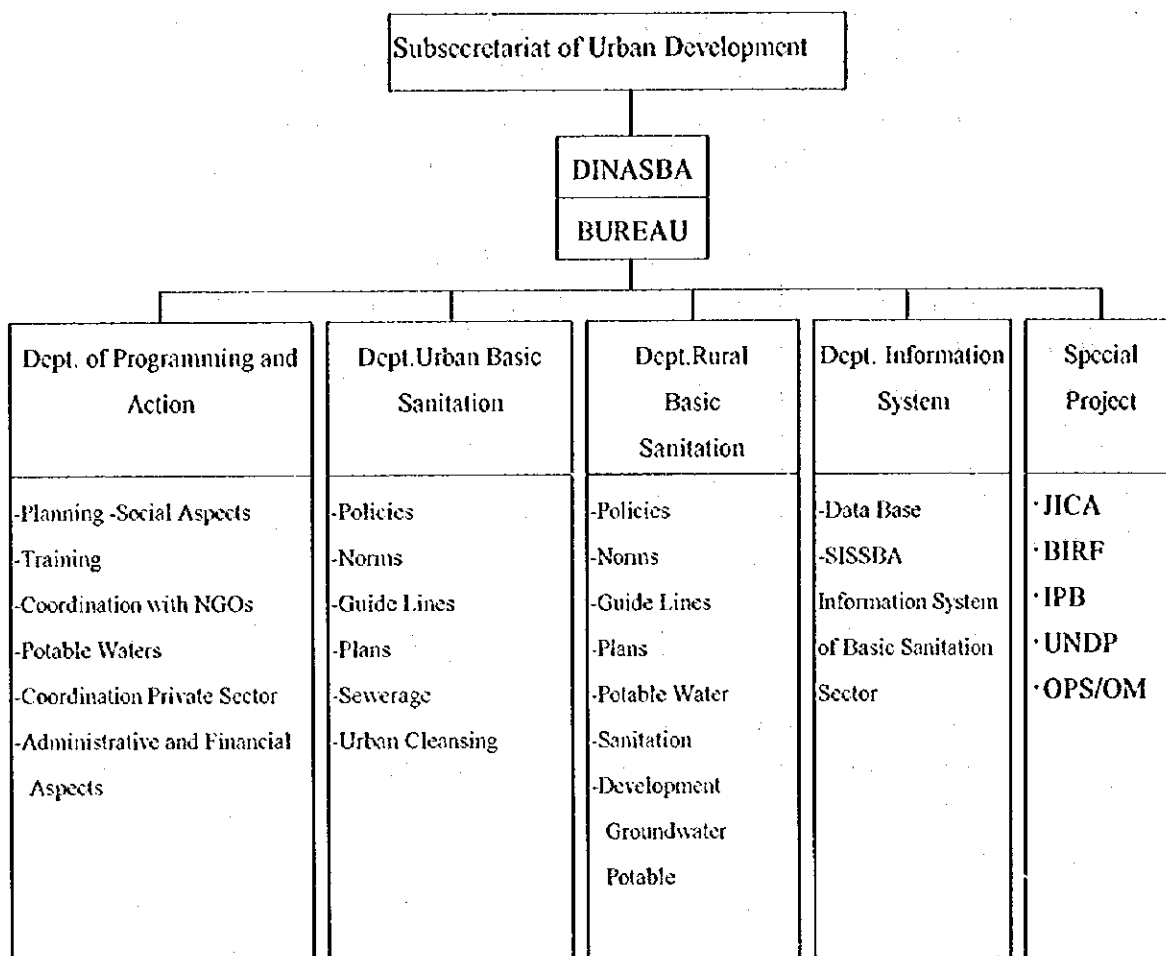 Subsecretariat of Urban Development
DINASBA
BUREAU
Dept. of Programming and
Action
-Planning -Social Aspects
-Training
-Coordination with NGOs
-Potable Waters
-Coordination Private Sector
-Administrative and Financial
Aspects
Dept.Urban Basic
Sanitation
-Policies
-Norms
-Guide Lines
-Plans
-Sewerage
-Urban Cleansing
Dept.Rural
Basic
Sanitation
-Policies
-Norms
-Guide Lines
-Plans
-Potable Water
-Sanitation
-Development
Groundwater
Potable
Dept. Information
System
-Data Base
-SISSBA
Information System
of Basic Sanitation
Sector
Special
Project
·JICA
·BIRF
·IPB
·UNDP
·OPS/OM